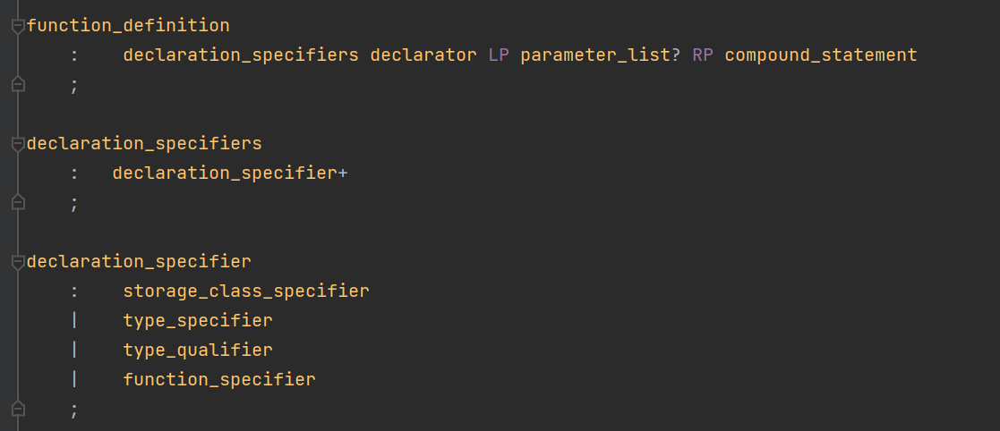 function_definition
    :    declaration_specifiers declarator LP parameter_list? RP compound_statement
    ;

declaration_specifiers
    :   declaration_specifier+
    ;

declaration_specifier
    :    storage_class_specifier
    |    type_specifier
    |    type_qualifier
    |    function_specifier
    ;